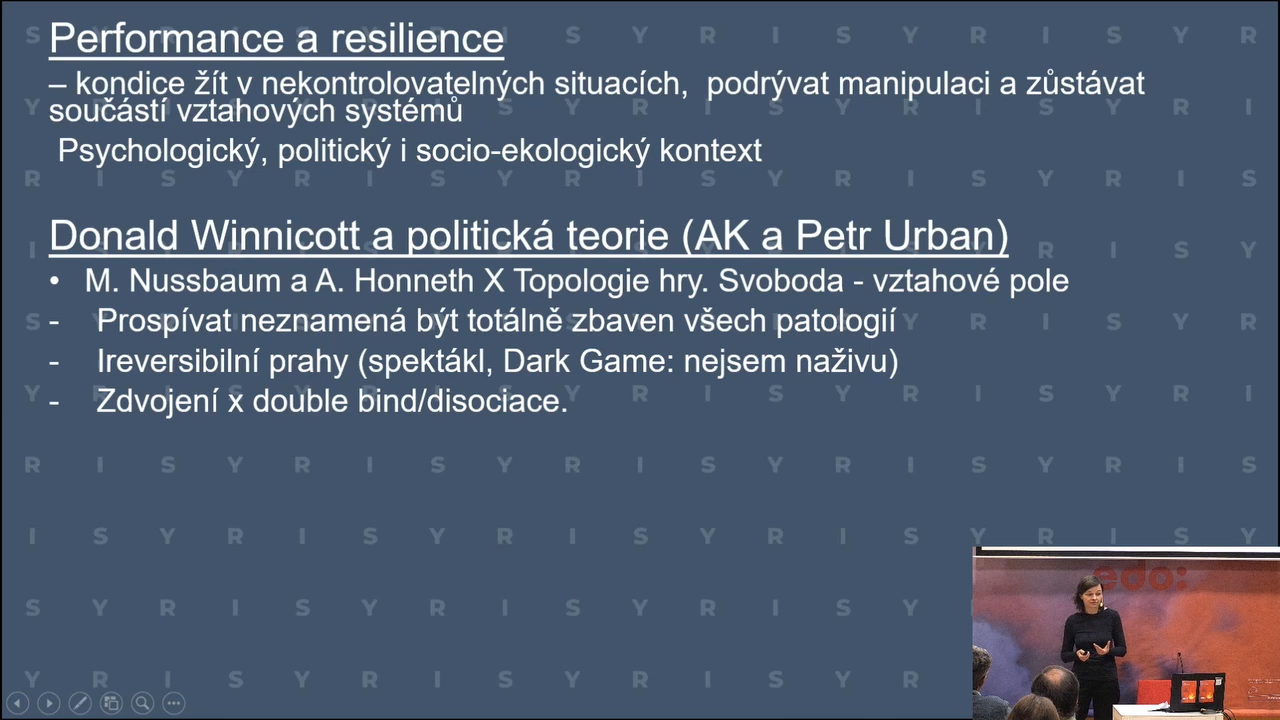 Performance a resilience
– kondice žít v nekontrolovatelných situacích,  podrývat manipulaci a zůstávat
součástí vztahových systémů
Psychologický, politický i socio-ekologický kontext
Donald Winnicott a politická teorie (AK a Petr Urban)
• M. Nussbaum a A. Honneth X Topologie hry. Svoboda - vztahové pole
- Prospívat neznamená být totálně zbaven všech patologií
- Ireversibilní prahy (spektákl, Dark Game: nejsem naživu)
- Zdvojení x double bind/disociace.
edo: